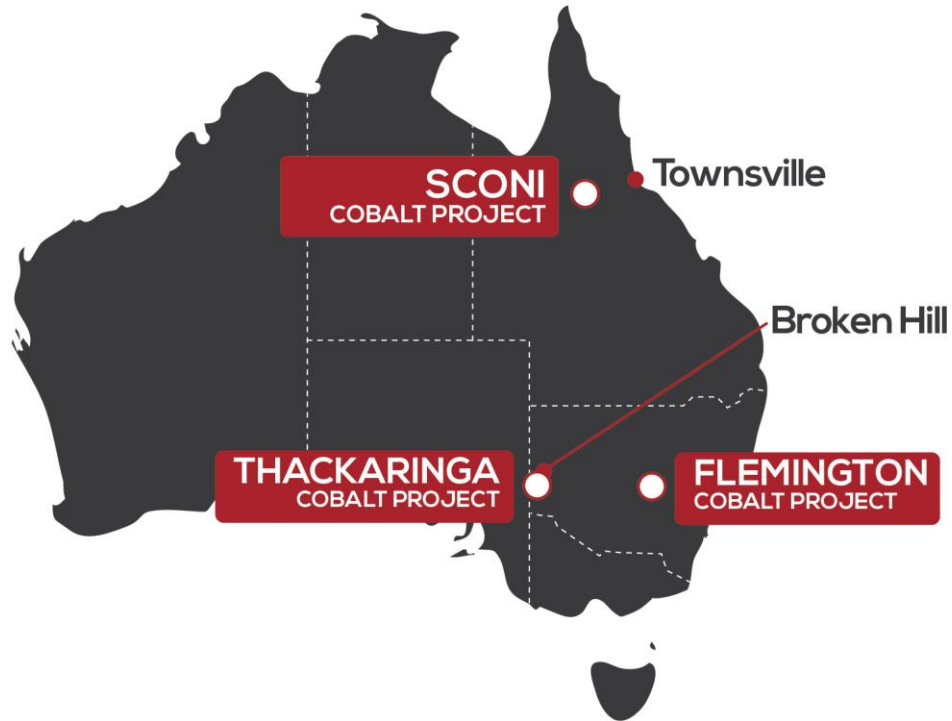 SCONI
COBALT PROJECT
Townsville
Broken Hill
THACKARINGA
COBALT PROJECT
FLEMINGTON
COBALT PROJECT